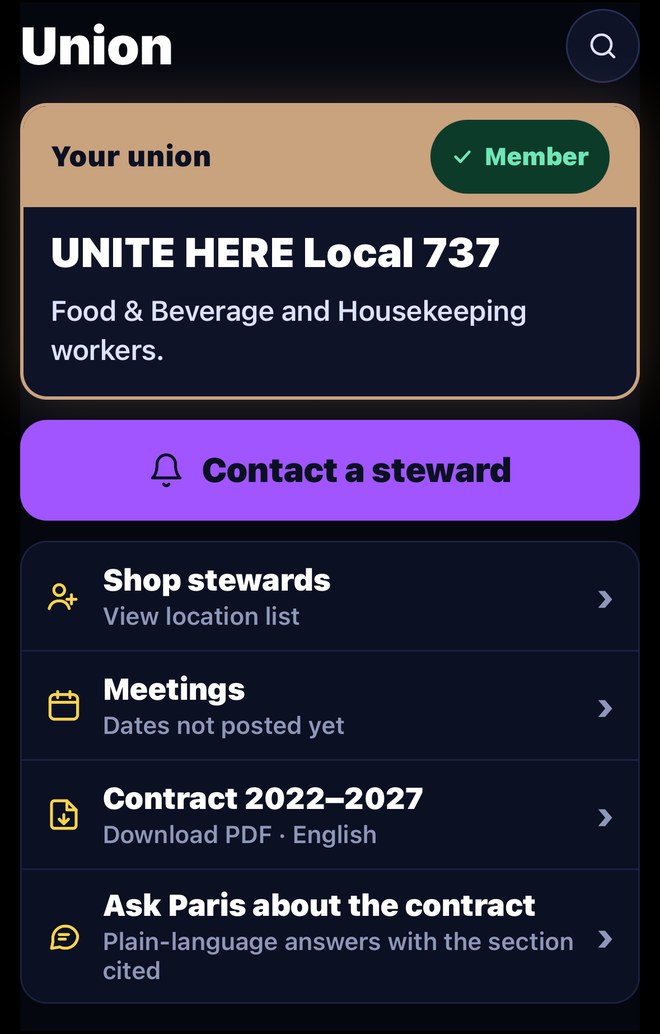 Union
Your union
✓ Member
UNITE HERE Local 737
Food & Beverage and Housekeeping
workers.
Contact a steward
Shop stewards
View location list
Meetings
Dates not posted yet
Contract 2022–2027
Download PDF · English
Ask Paris about the contract
Plain-language answers with the section
cited